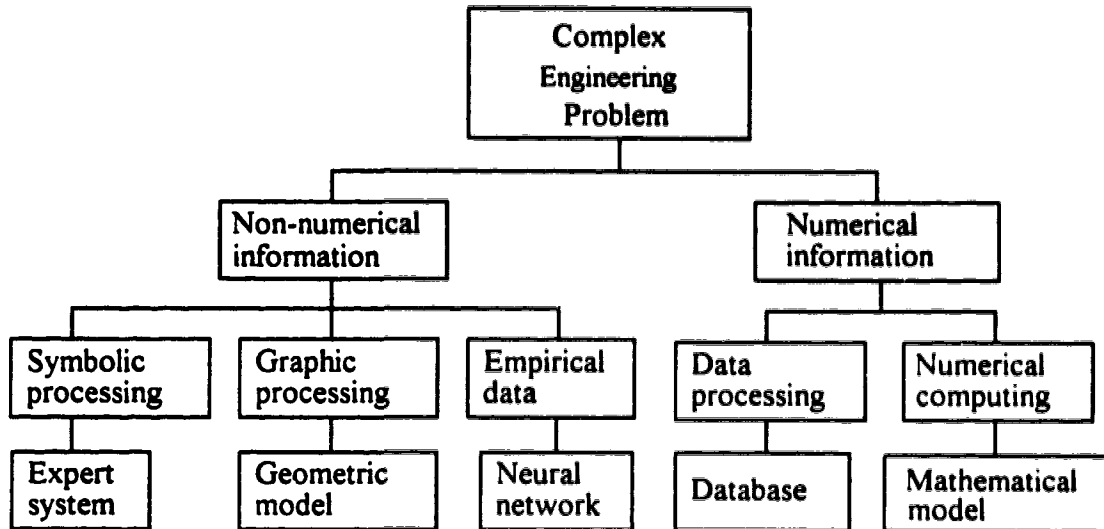 Complex
Engineering
Problem
Non-numerical
information
Numerical
information
Symbolic
processing
Graphic
processing
Empirical
data
Data
processing
Numerical
computing
Expert
system
Geometric
model
Neural
network
Database
Mathematical
model